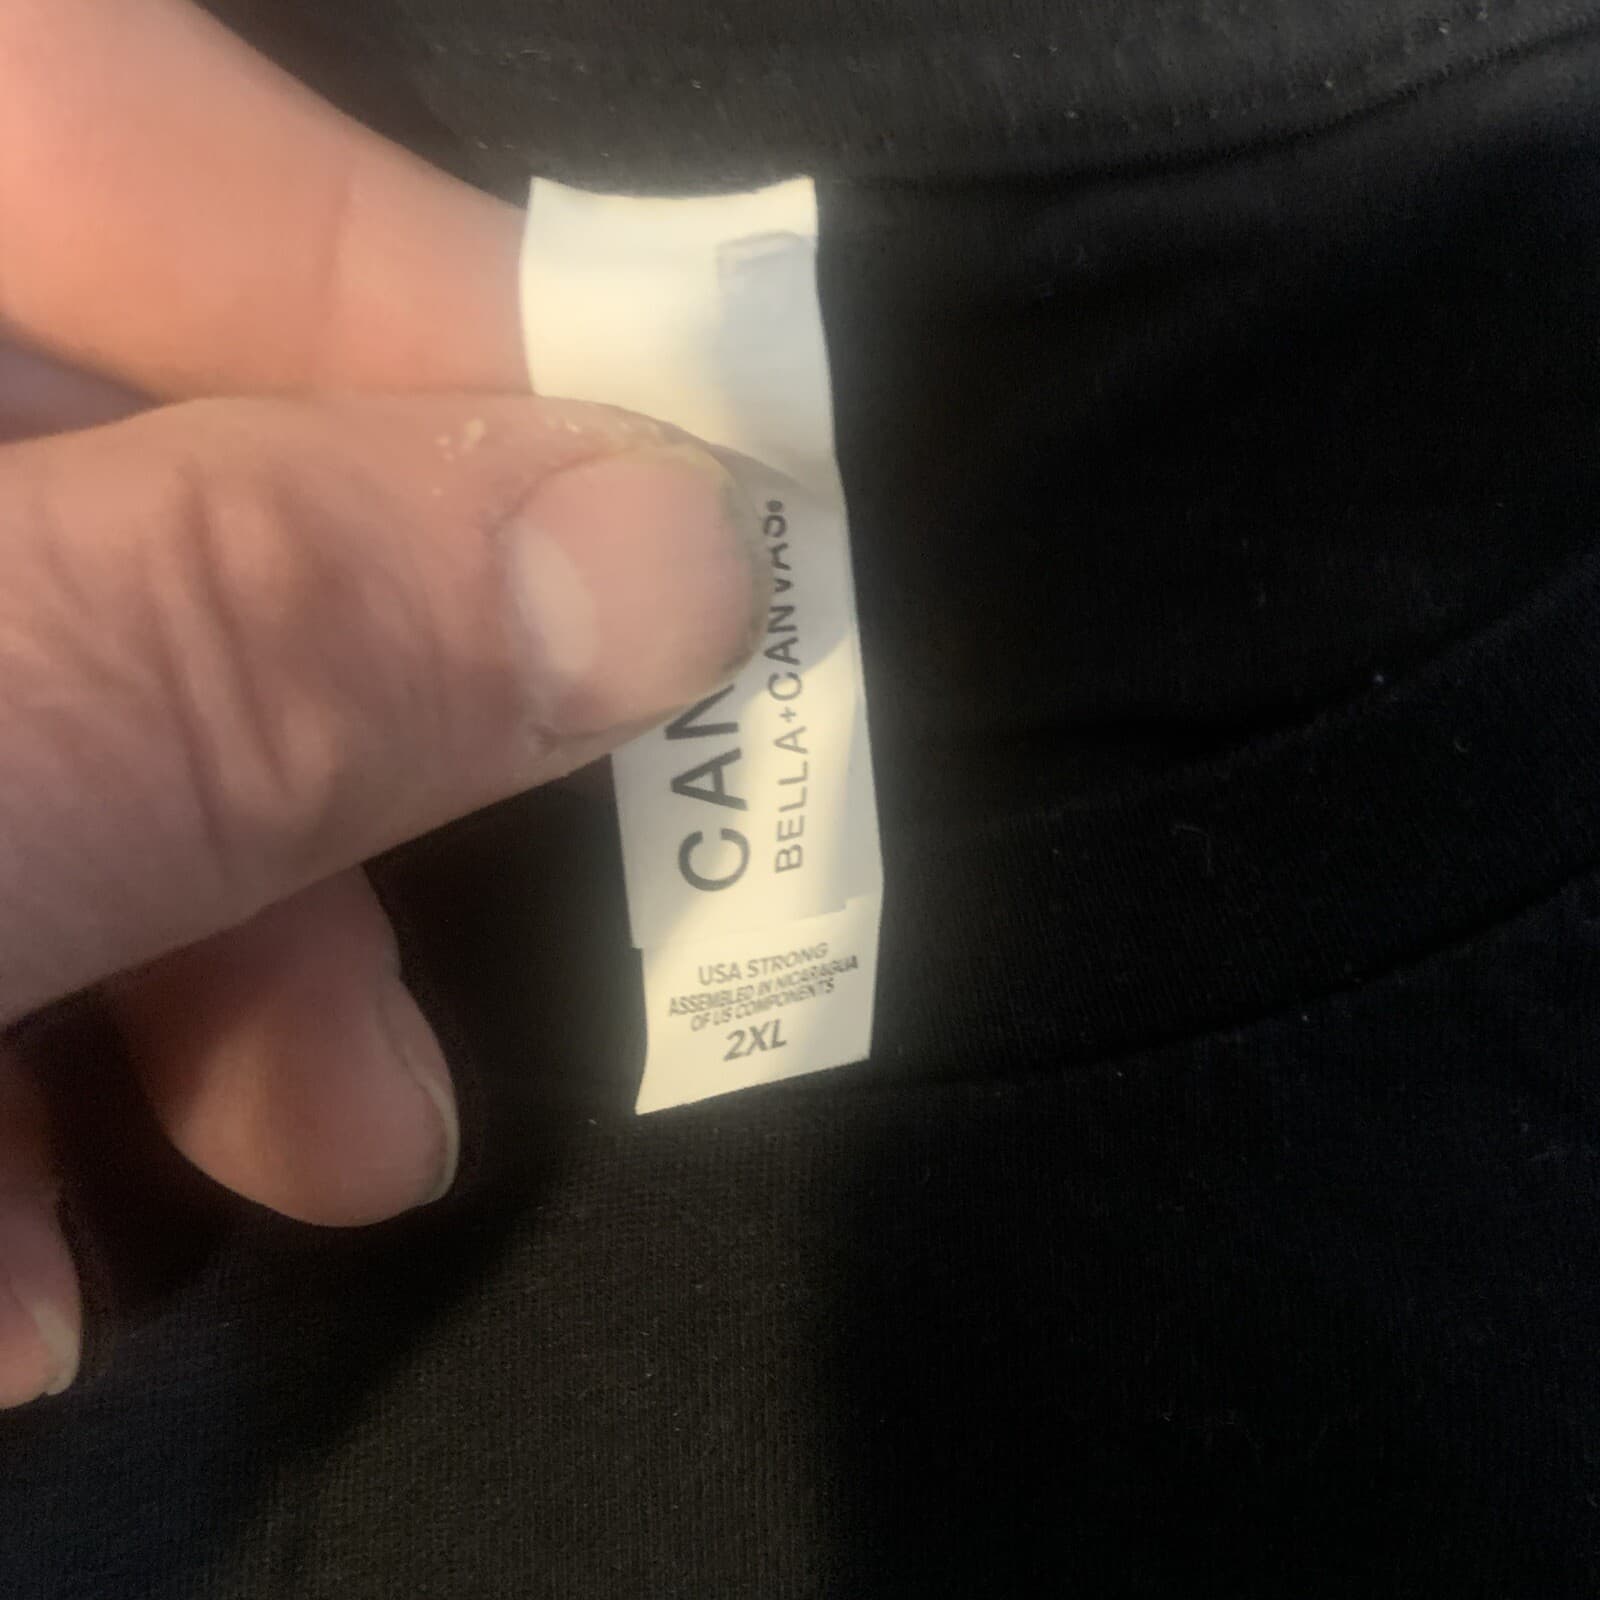 CAN
BELLA+CANVAS®
USA STRONG
ASSEMBLED IN NICARAGUA
OF US COMPONENTS
2XL